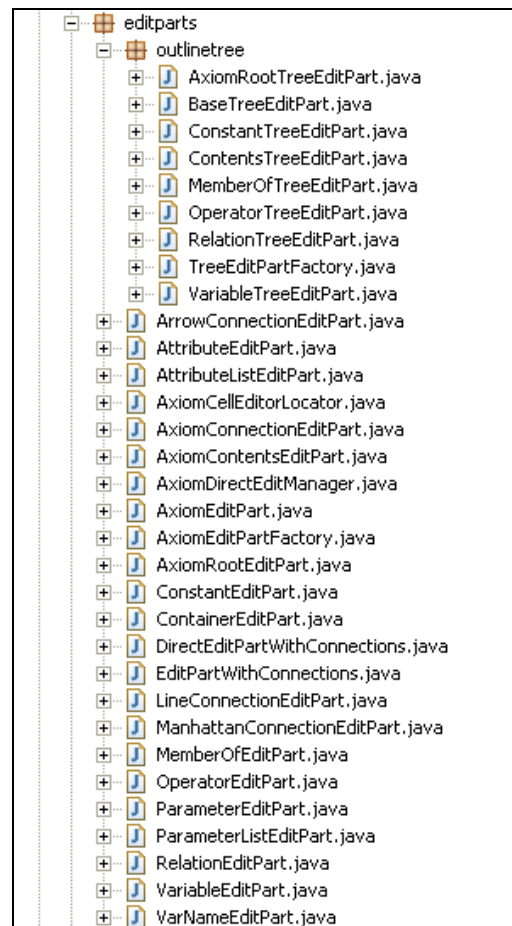 editparts
outlinetree
AxiomRootTreeEditPart.java
BaseTreeEditPart.java
ConstantTreeEditPart.java
ContentsTreeEditPart.java
MemberOfTreeEditPart.java
OperatorTreeEditPart.java
RelationTreeEditPart.java
TreeEditPartFactory.java
VariableTreeEditPart.java
ArrowConnectionEditPart.java
AttributeEditPart.java
AttributeListEditPart.java
AxiomCellEditorLocator.java
AxiomConnectionEditPart.java
AxiomContentsEditPart.java
AxiomDirectEditManager.java
AxiomEditPart.java
AxiomEditPartFactory.java
AxiomRootEditPart.java
ConstantEditPart.java
ContainerEditPart.java
DirectEditPartWithConnections.java
EditPartWithConnections.java
LineConnectionEditPart.java
ManhattanConnectionEditPart.java
MemberOfEditPart.java
OperatorEditPart.java
ParameterEditPart.java
ParameterListEditPart.java
RelationEditPart.java
VariableEditPart.java
VarNameEditPart.java